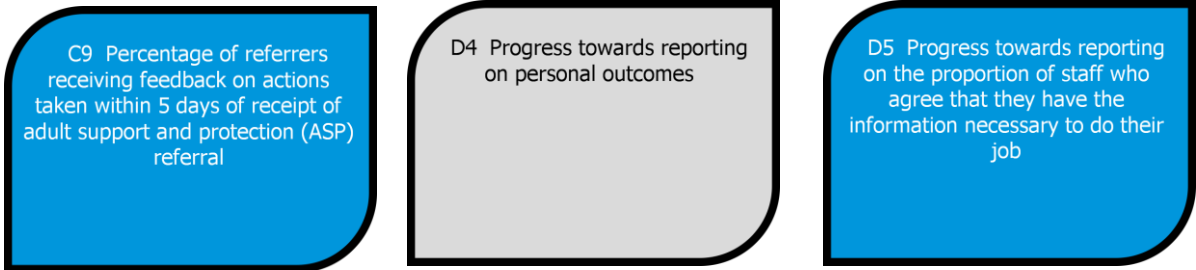 C9 Percentage of referrers
receiving feedback on actions
taken within 5 days of receipt of
adult support and protection (ASP)
referral
D4 Progress towards reporting
on personal outcomes
D5 Progress towards reporting
on the proportion of staff who
agree that they have the
information necessary to do their
job